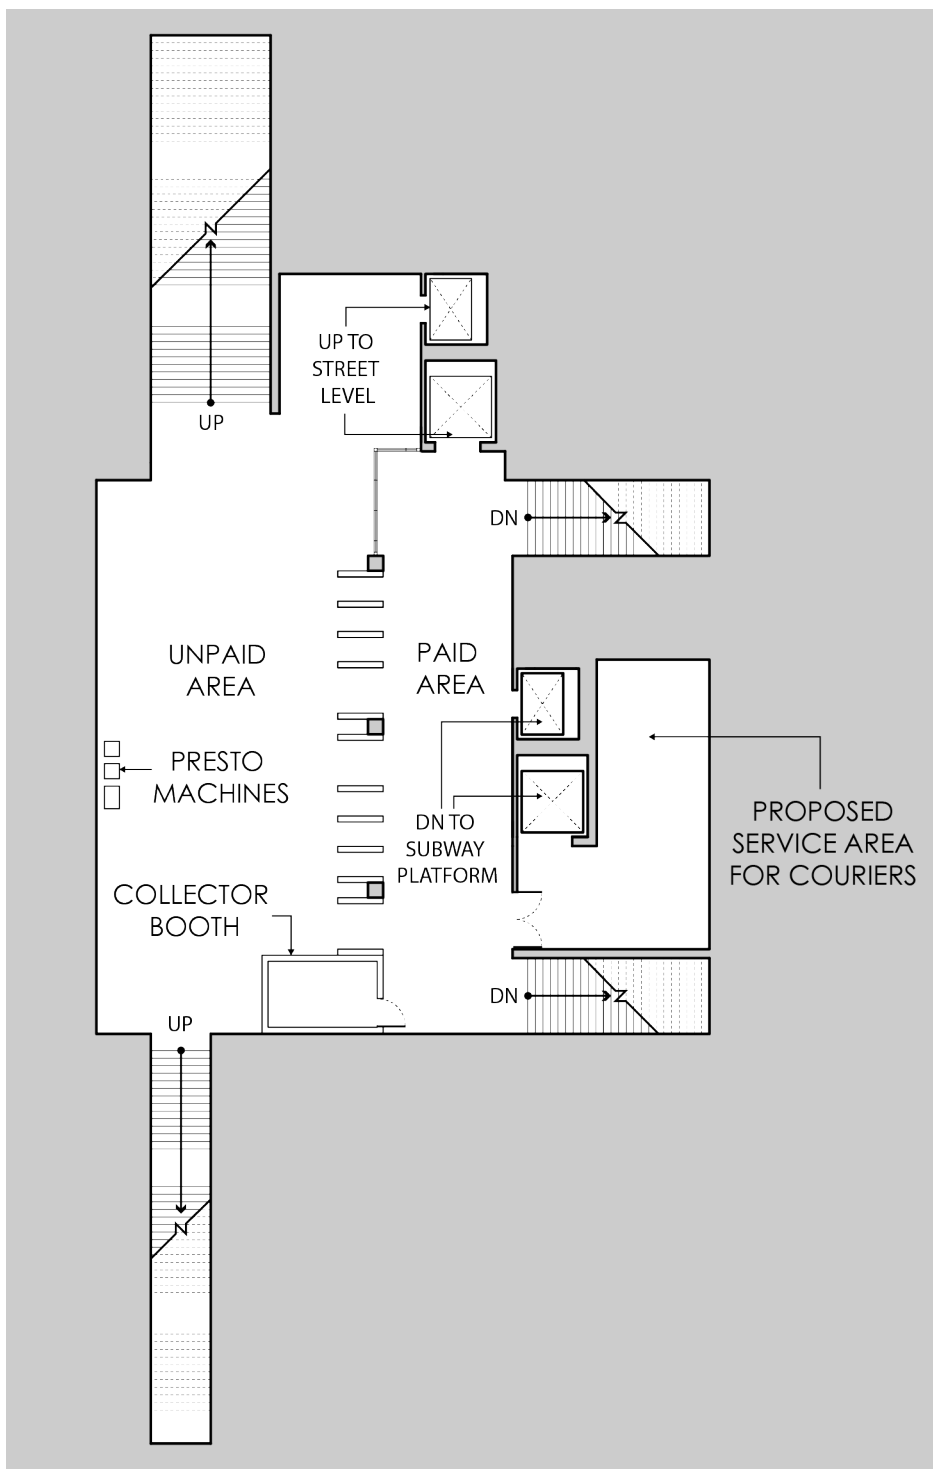 UP TO
STREET
LEVEL
UP
DN
UNPAID
AREA
PAID
AREA
PRESTO
MACHINES
DN TO
SUBWAY
PLATFORM
PROPOSED
SERVICE AREA
FOR COURIERS
COLLECTOR
BOOTH
DN
UP